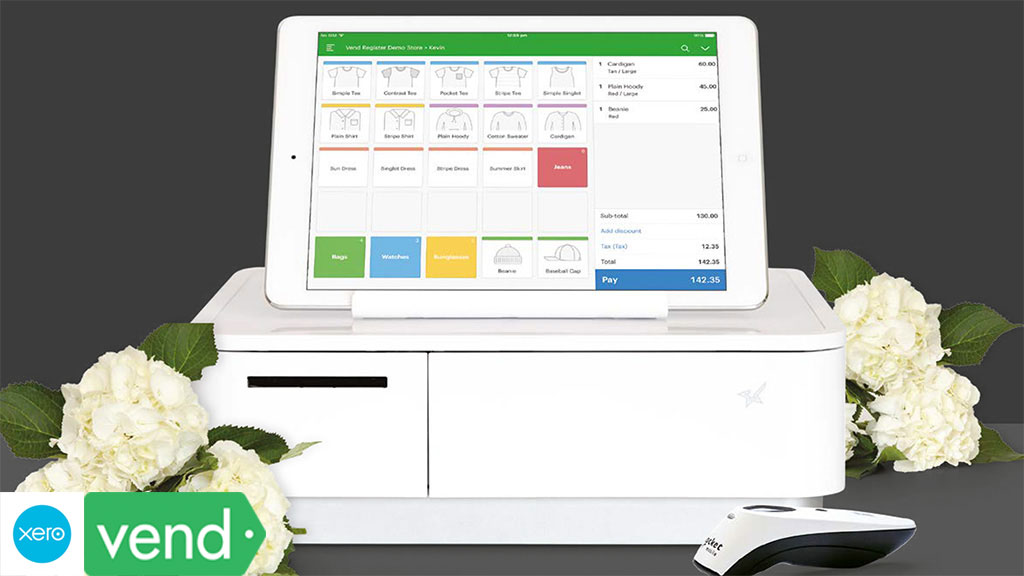 12:58 pm
Vend Register Demo Store • Kevin
Simple Tee
Contrast Tee
Pocket Tee
Stripe Tee
Simple Singlet
Plain Shirt
Stripe Shirt
Plain Hoody
Cotton Sweater
Cardigan
Sun Dress
Singlet Dress
Stripe Dress
Summer Skirt
Jeans
Bags
Watches
Sunglasses
Beanie
Baseball Cap
1 Cardigan 60.00
Tan / Large
1 Plain Hoody 45.00
Red / Large
1 Beanie 25.00
Red
Sub-total 130.00
Add discount
Tax (Tax) 12.35
Total 142.35
Pay 142.35
xero
vend